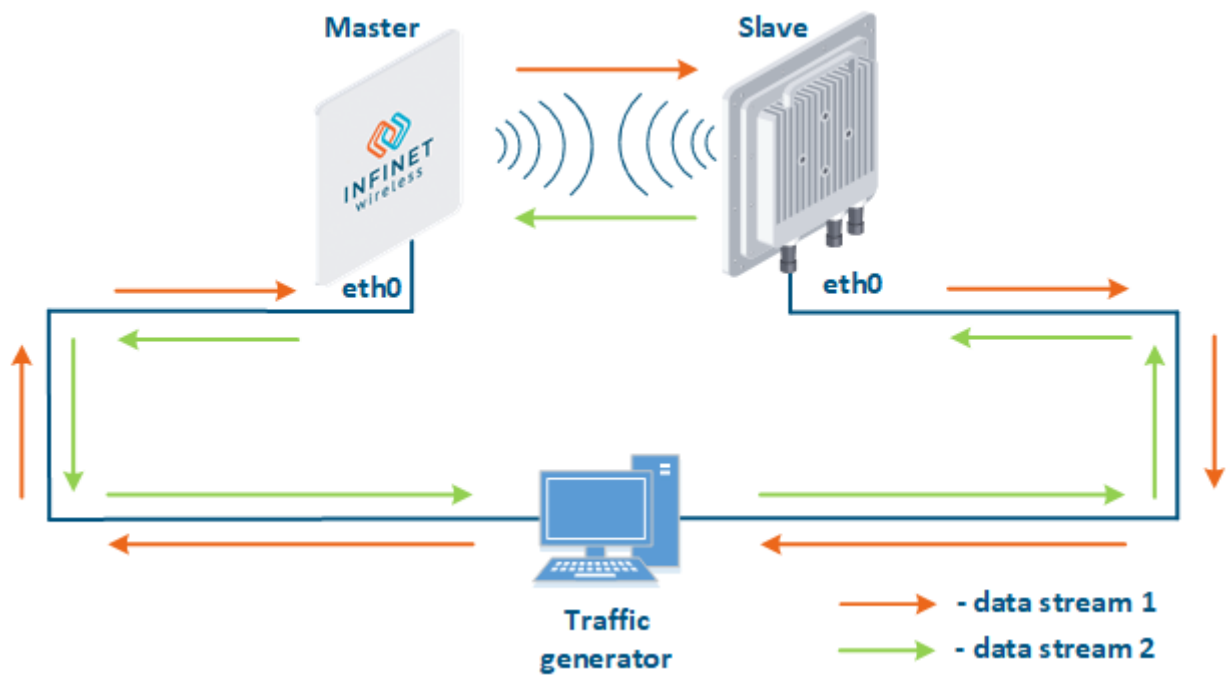 Master
Slave
INFINET
wireless
eth0
eth0
Traffic
generator
- data stream 1
- data stream 2